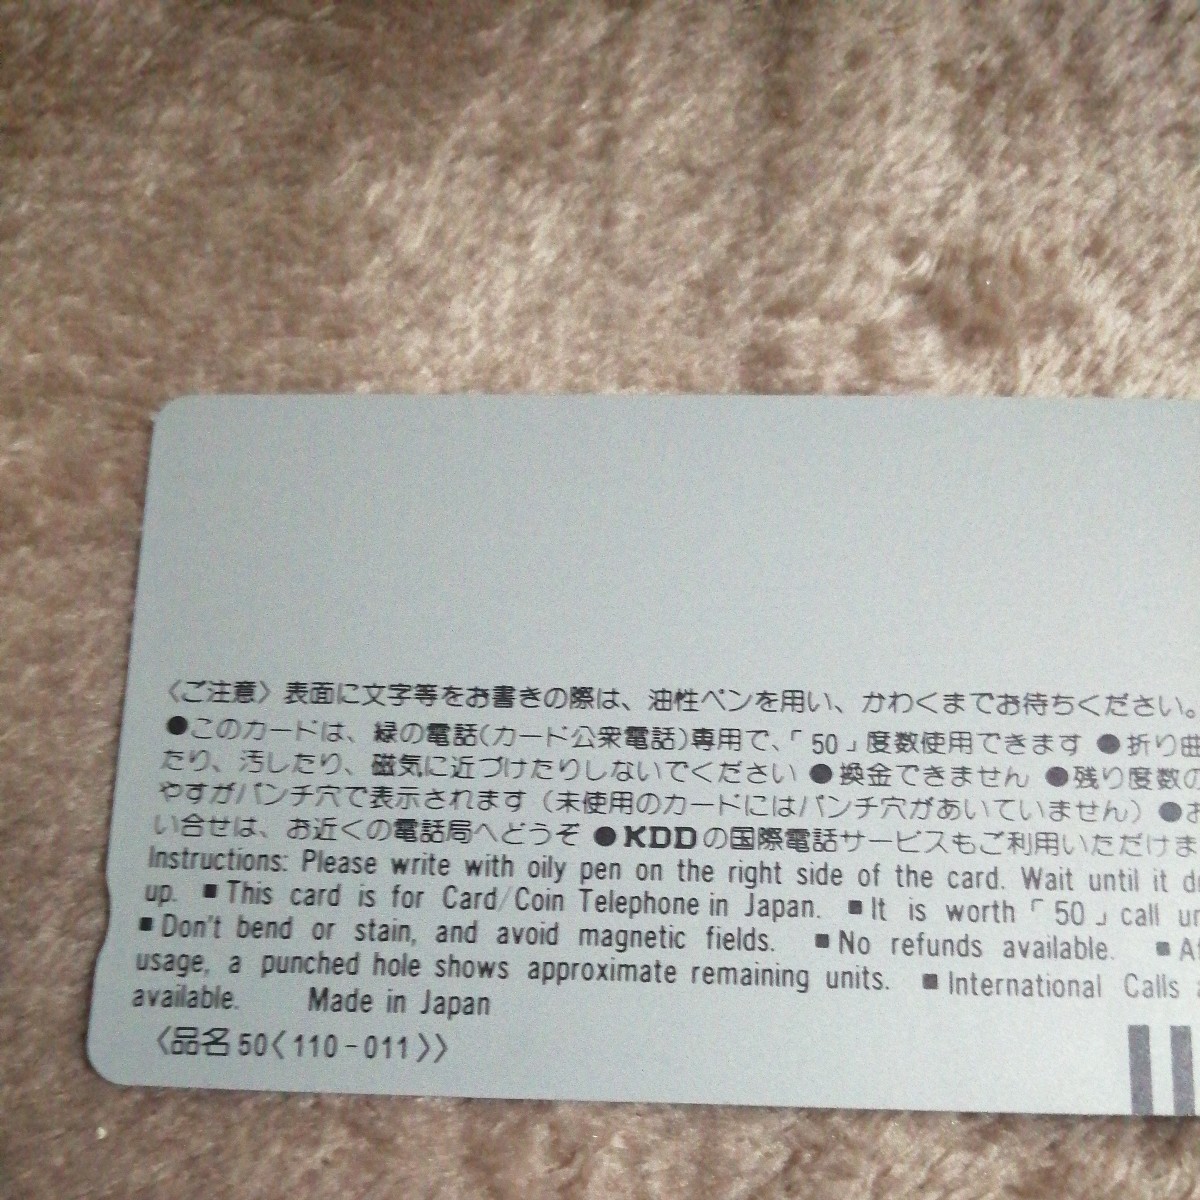 〈ご注意〉表面に文字等をお書きの際は、油性ペンを用い、かわくまでお待ちください。
●このカードは、緑の電話(カード公衆電話)専用で、「50」度数使用できます ●折り曲
たり、汚したり、磁気に近づけたりしないでください ●換金できません ●残り度数の
やすがパンチ穴で表示されます(未使用のカードにはパンチ穴があいていません) ●お
い合せは、お近くの電話局へどうぞ ●KDDの国際電話サービスもご利用いただけま
Instructions: Please write with oily pen on the right side of the card. Wait until it
up. ■This card is for Card/Coin Telephone in Japan. ■It is worth「50」call
■Don't bend or stain, and avoid magnetic fields. ■No refunds available. ■
usage, a punched hole shows approximate remaining units. ■International Calls
available. Made in Japan
〈品名50〈110-011〉〉